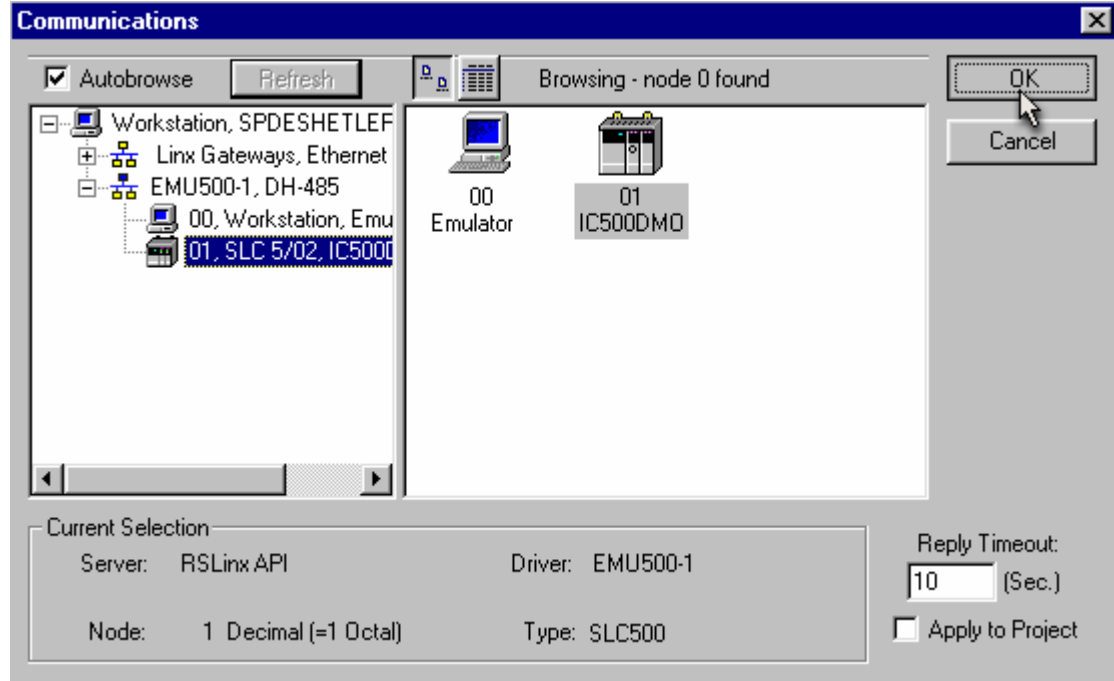 Communications
Autobrowse
Refresh
Browsing - node 0 found
OK
Cancel
Workstation, SPDESHETLEF
Linx Gateways, Ethernet
EMU500-1, DH-485
00, Workstation, Emu
01, SLC 5/02, IC500D
00
Emulator
01
IC500DMO
Current Selection
Server: RSLinx API
Driver: EMU500-1
Node: 1 Decimal (=1 Octal)
Type: SLC500
Reply Timeout:
10 (Sec.)
Apply to Project